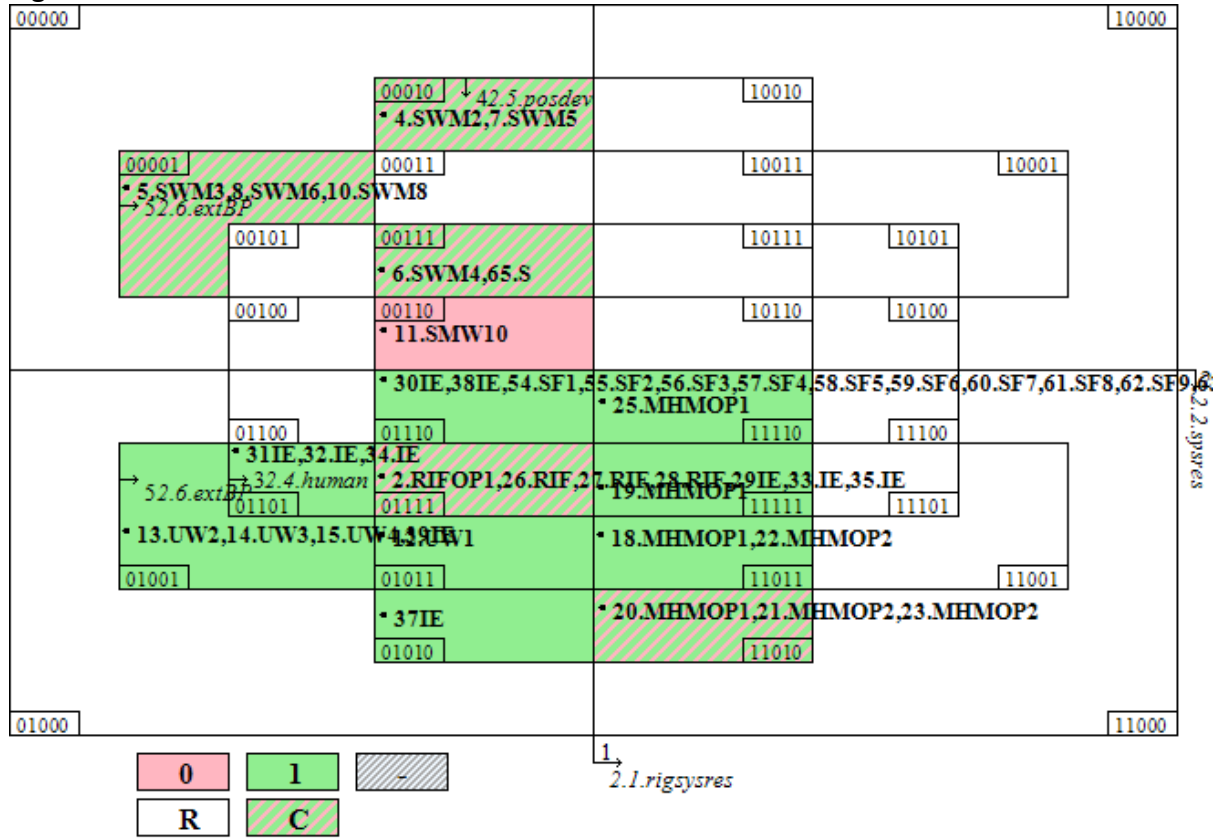 00000 10000
00010 42.5.posdev 10010
4.SWM2,7.SWM5
00001 00011 10011 10001
5.SWM3,8,SWM6,10.SWM8
52.6.extBP
00101 00111 10111 10101
6.SWM4,65.S
00100 00110 10110 10100
11.SMW10
30IE,38IE,54.SF1,55.SF2,56.SF3,57.SF4,58.SF5,59.SF6,60.SF7,61.SF8,62.SF9,63
25.MHMOP1
2.2.spsres
01100 01110 11110 11100
31IE,32.IE,34.IE
52.6.extBP 32.4.human 2.RIFOP1,26.RIF,27.RIF,28.RIF,29IE,33.IE,35.IE
19.MHMOP1
01101 01111 11111 11101
13.UW2,14.UW3,15.UW4,39IE 12.UW1 18.MHMOP1,22.MHMOP2
01001 01011 11011 11001
37IE 20.MHMOP1,21.MHMOP2,23.MHMOP2
01010 11010
01000 11000
1
2.1.rigsysres
0 1 -
R C